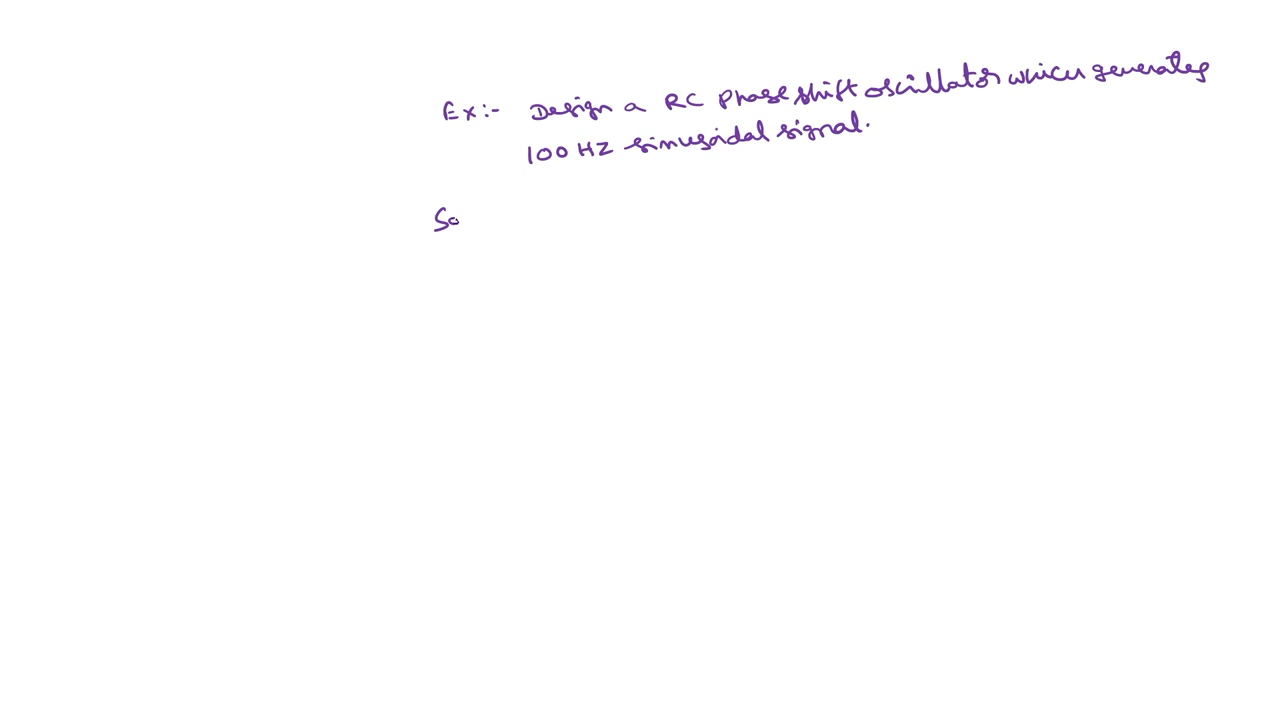 Ex:- Design a RC Phase shift oscillator which generates
100 HZ sinusoidal signal.
So